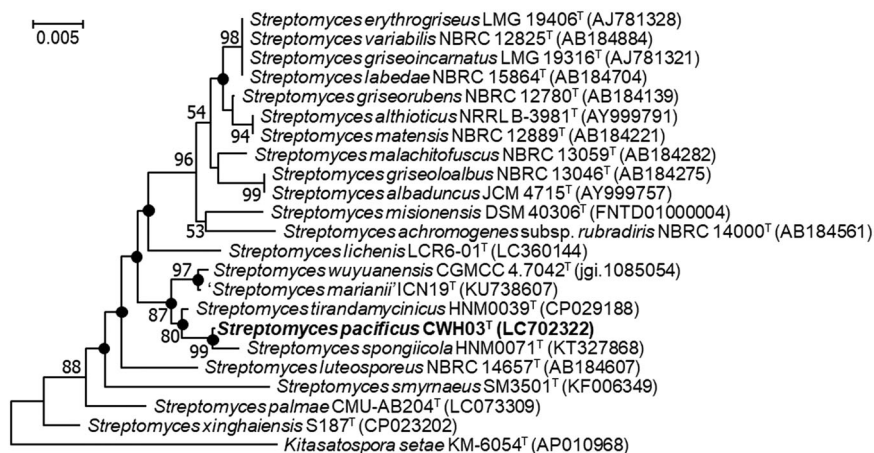 0.005
98
Streptomyces erythrogriseus LMG 19406ᵀ (AJ781328)
Streptomyces variabilis NBRC 12825ᵀ (AB184884)
Streptomyces griseoincarnatus LMG 19316ᵀ (AJ781321)
Streptomyces labedae NBRC 15864ᵀ (AB184704)
Streptomyces griseorubens NBRC 12780ᵀ (AB184139)
54
Streptomyces althioticus NRRL B-3981ᵀ (AY999791)
94
Streptomyces matensis NBRC 12889ᵀ (AB184221)
96
Streptomyces malachitofuscus NBRC 13059ᵀ (AB184282)
Streptomyces griseoloalbus NBRC 13046ᵀ (AB184275)
99
Streptomyces albaduncus JCM 4715ᵀ (AY999757)
Streptomyces misionensis DSM 40306ᵀ (FNTD01000004)
53
Streptomyces achromogenes subsp. rubradiris NBRC 14000ᵀ (AB184561)
Streptomyces lichenis LCR6-01ᵀ (LC360144)
97
Streptomyces wuyuanensis CGMCC 4.7042ᵀ (jgi.1085054)
‘Streptomyces marianii’ ICN19ᵀ (KU738607)
87
Streptomyces tirandamycinicus HNM0039ᵀ (CP029188)
80
Streptomyces pacificus CWH03ᵀ (LC702322)
99
Streptomyces spongiicola HNM0071ᵀ (KT327868)
88
Streptomyces luteosporeus NBRC 14657ᵀ (AB184607)
Streptomyces smyrnaeus SM3501ᵀ (KF006349)
Streptomyces palmae CMU-AB204ᵀ (LC073309)
Streptomyces xinghaiensis S187ᵀ (CP023202)
Kitasatospora setae KM-6054ᵀ (AP010968)